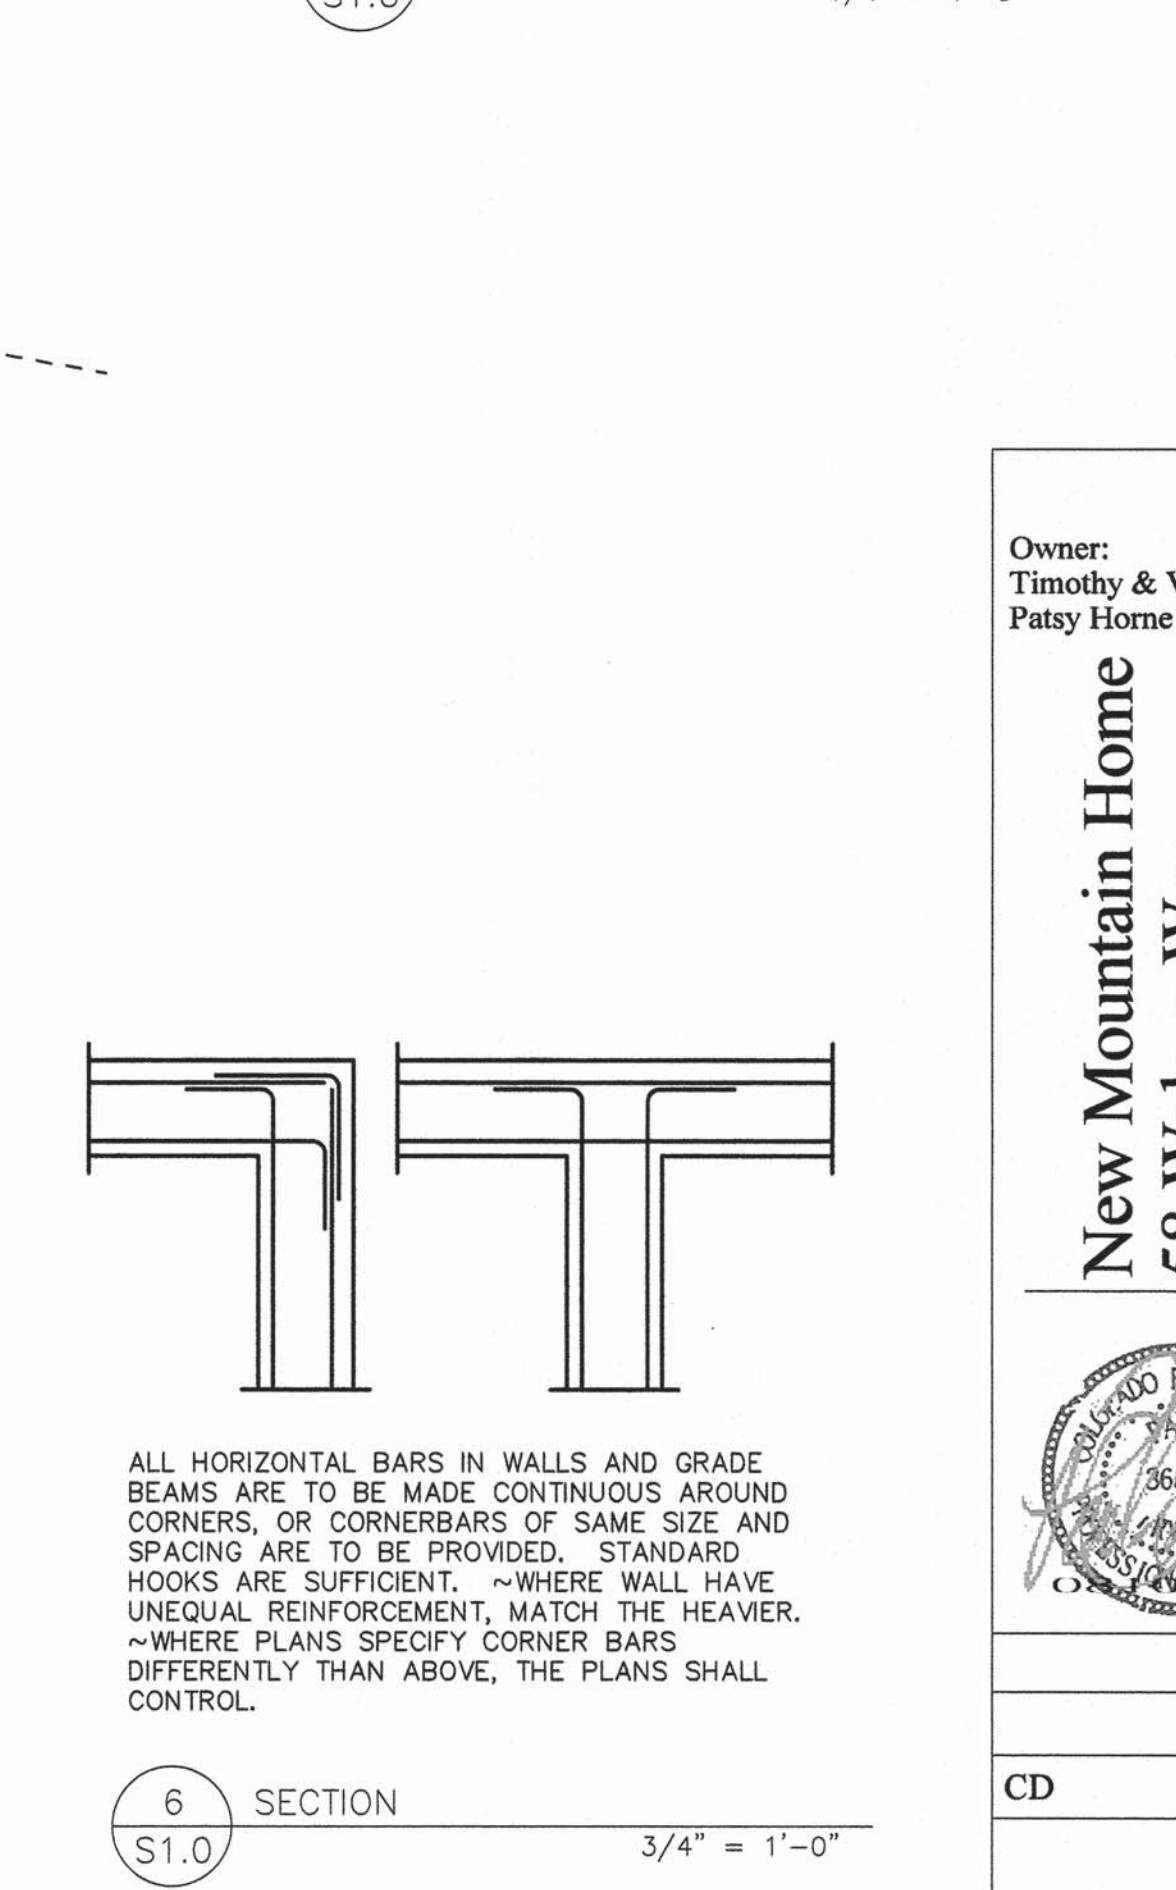 S1.0
Owner:
Timothy &
Patsy Horne
New Mountain Home
COLORADO
ALL HORIZONTAL BARS IN WALLS AND GRADE
BEAMS ARE TO BE MADE CONTINUOUS AROUND
CORNERS, OR CORNERBARS OF SAME SIZE AND
SPACING ARE TO BE PROVIDED. STANDARD
HOOKS ARE SUFFICIENT. ~WHERE WALL HAVE
UNEQUAL REINFORCEMENT, MATCH THE HEAVIER.
~WHERE PLANS SPECIFY CORNER BARS
DIFFERENTLY THAN ABOVE, THE PLANS SHALL
CONTROL.
6 SECTION
S1.0 3/4" = 1'-0"
CD